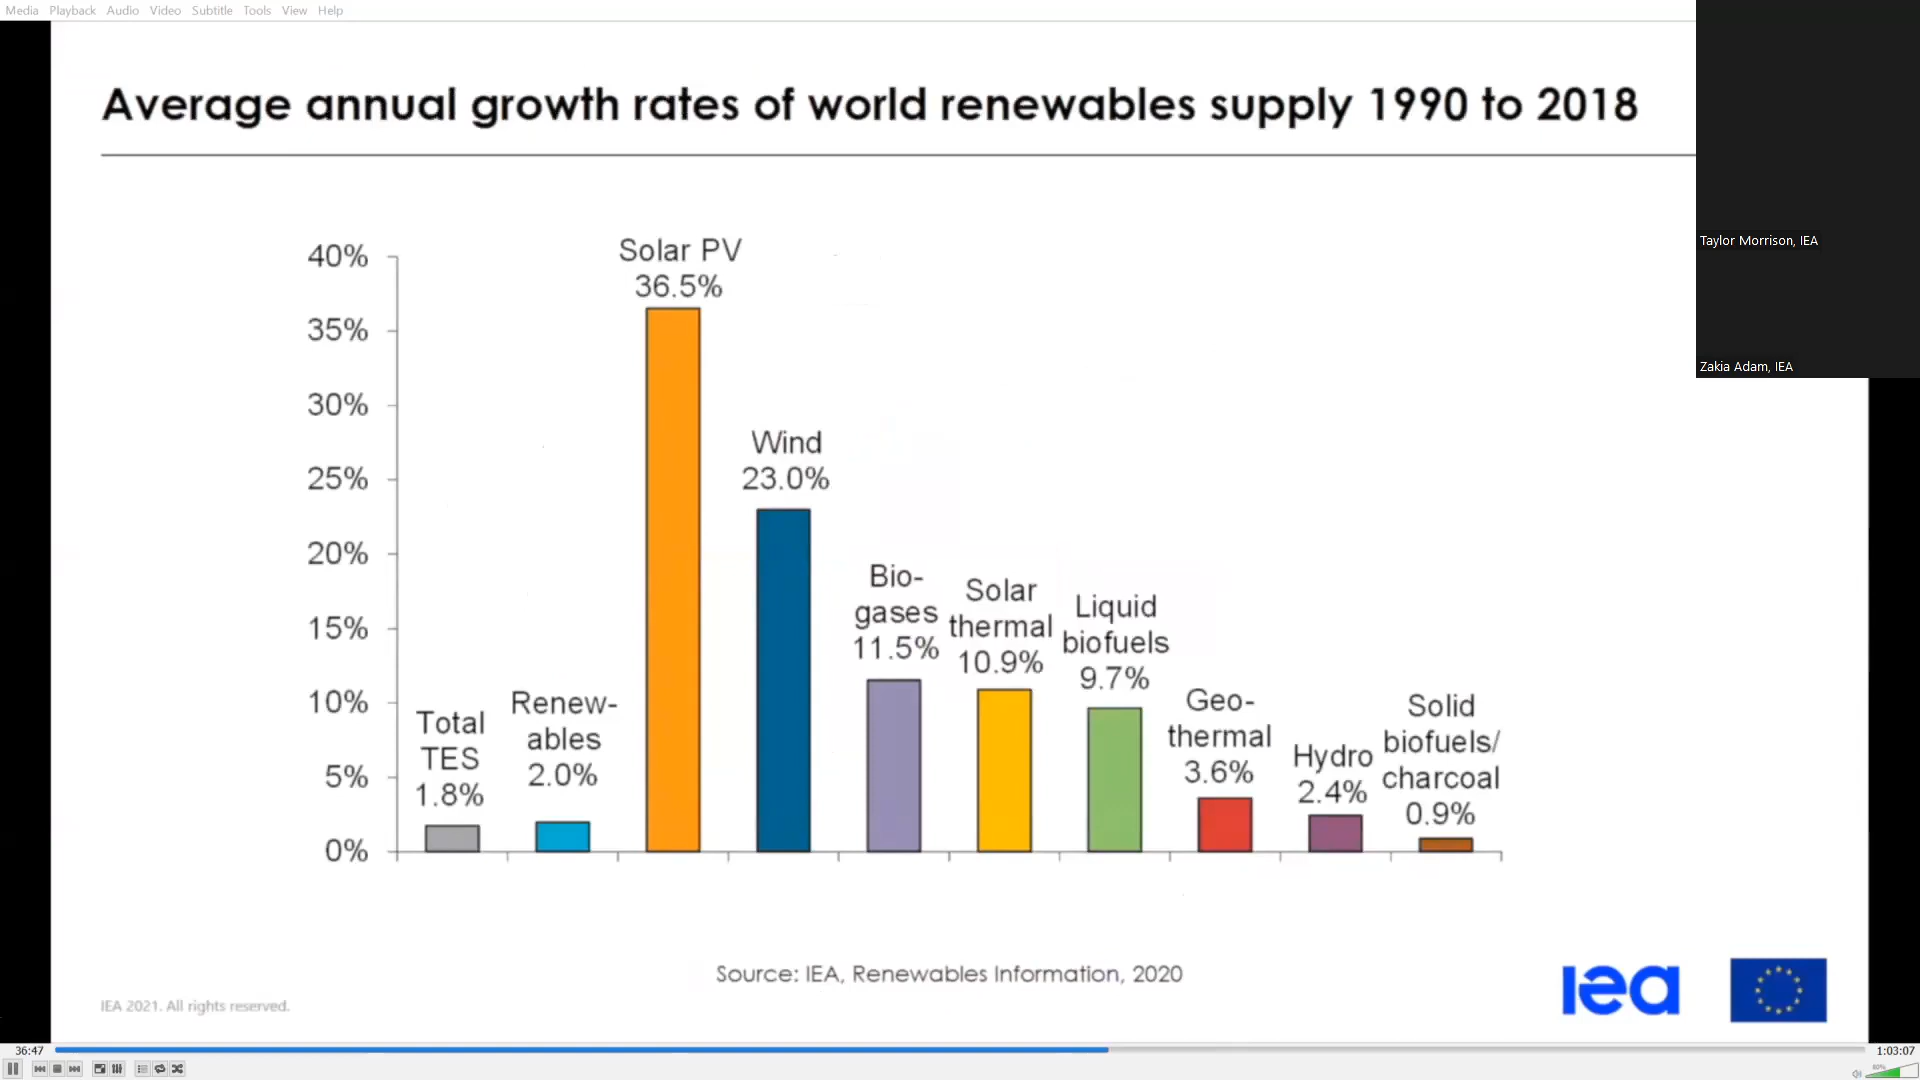 Media Playback Audio Video Subtitle Tools View Help
Average annual growth rates of world renewables supply 1990 to 2018
Taylor Morrison, IEA
Zakia Adam, IEA
40%
35%
30%
25%
20%
15%
10%
5%
0%
Total
TES
1.8%
Renew-
ables
2.0%
Solar PV
36.5%
Wind
23.0%
Bio-
gases
11.5%
Solar
thermal
10.9%
Liquid
biofuels
9.7%
Geo-
thermal
3.6%
Hydro
2.4%
Solid
biofuels/
charcoal
0.9%
Source: IEA, Renewables Information, 2020
IEA 2021. All rights reserved.
iea
36:47
1:03:07
80%